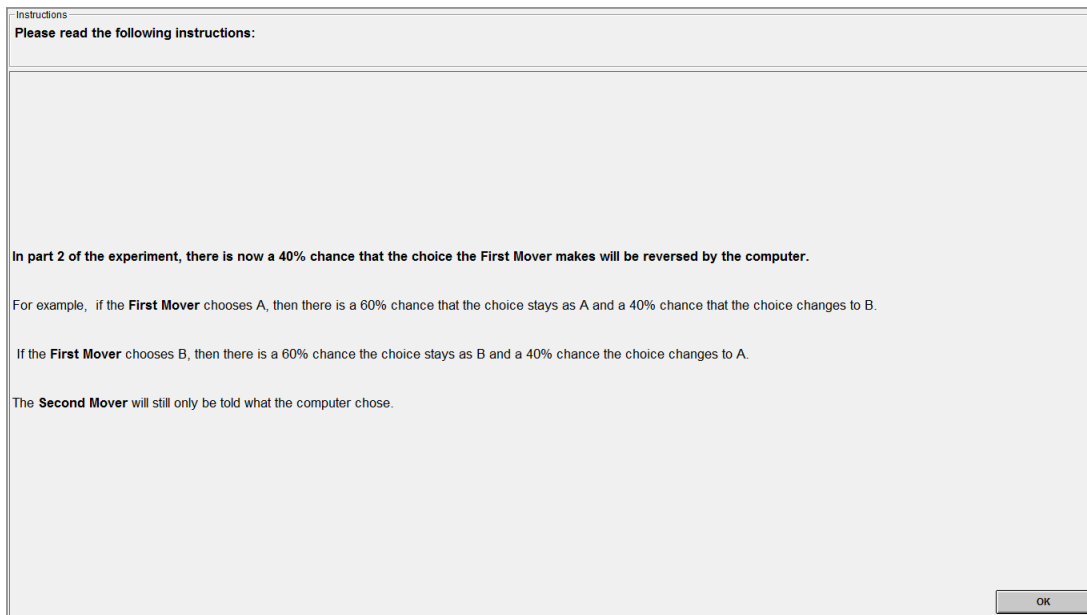 Instructions
Please read the following instructions:
In part 2 of the experiment, there is now a 40% chance that the choice the First Mover makes will be reversed by the computer.
For example,  if the First Mover chooses A, then there is a 60% chance that the choice stays as A and a 40% chance that the choice changes to B.
If the First Mover chooses B, then there is a 60% chance the choice stays as B and a 40% chance the choice changes to A.
The Second Mover will still only be told what the computer chose.
OK